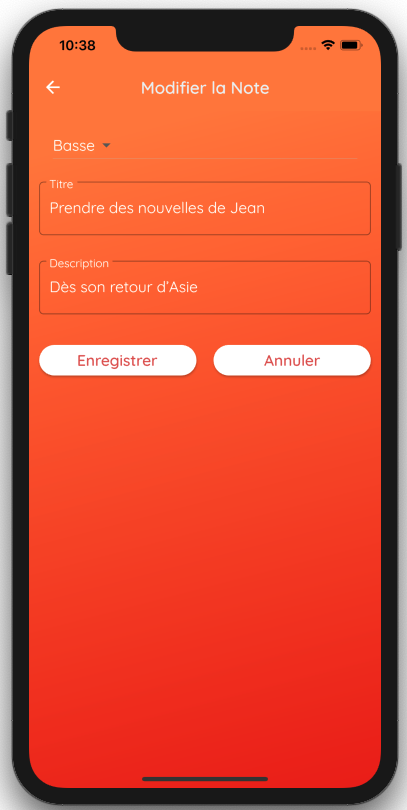 10:38
Modifier la Note
Basse
Titre
Prendre des nouvelles de Jean
Description
Dès son retour d'Asie
Enregistrer Annuler